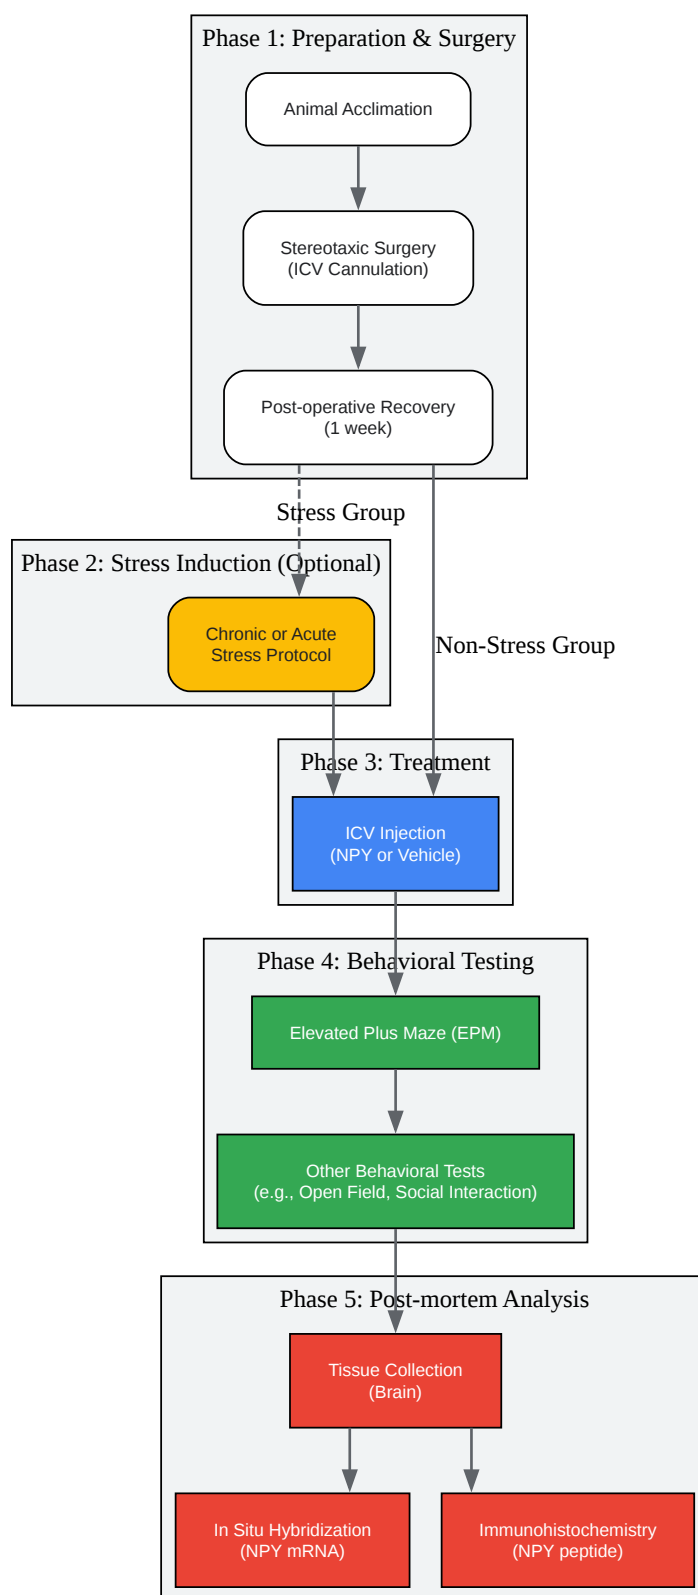 Phase 1: Preparation & Surgery
Animal Acclimation
Stereotaxic Surgery
(ICV Cannulation)
Post-operative Recovery
(1 week)
Stress Group
Phase 2: Stress Induction (Optional)
Chronic or Acute
Stress Protocol
Non-Stress Group
Phase 3: Treatment
ICV Injection
(NPY or Vehicle)
Phase 4: Behavioral Testing
Elevated Plus Maze (EPM)
Other Behavioral Tests
(e.g., Open Field, Social Interaction)
Phase 5: Post-mortem Analysis
Tissue Collection
(Brain)
In Situ Hybridization
(NPY mRNA)
Immunohistochemistry
(NPY peptide)